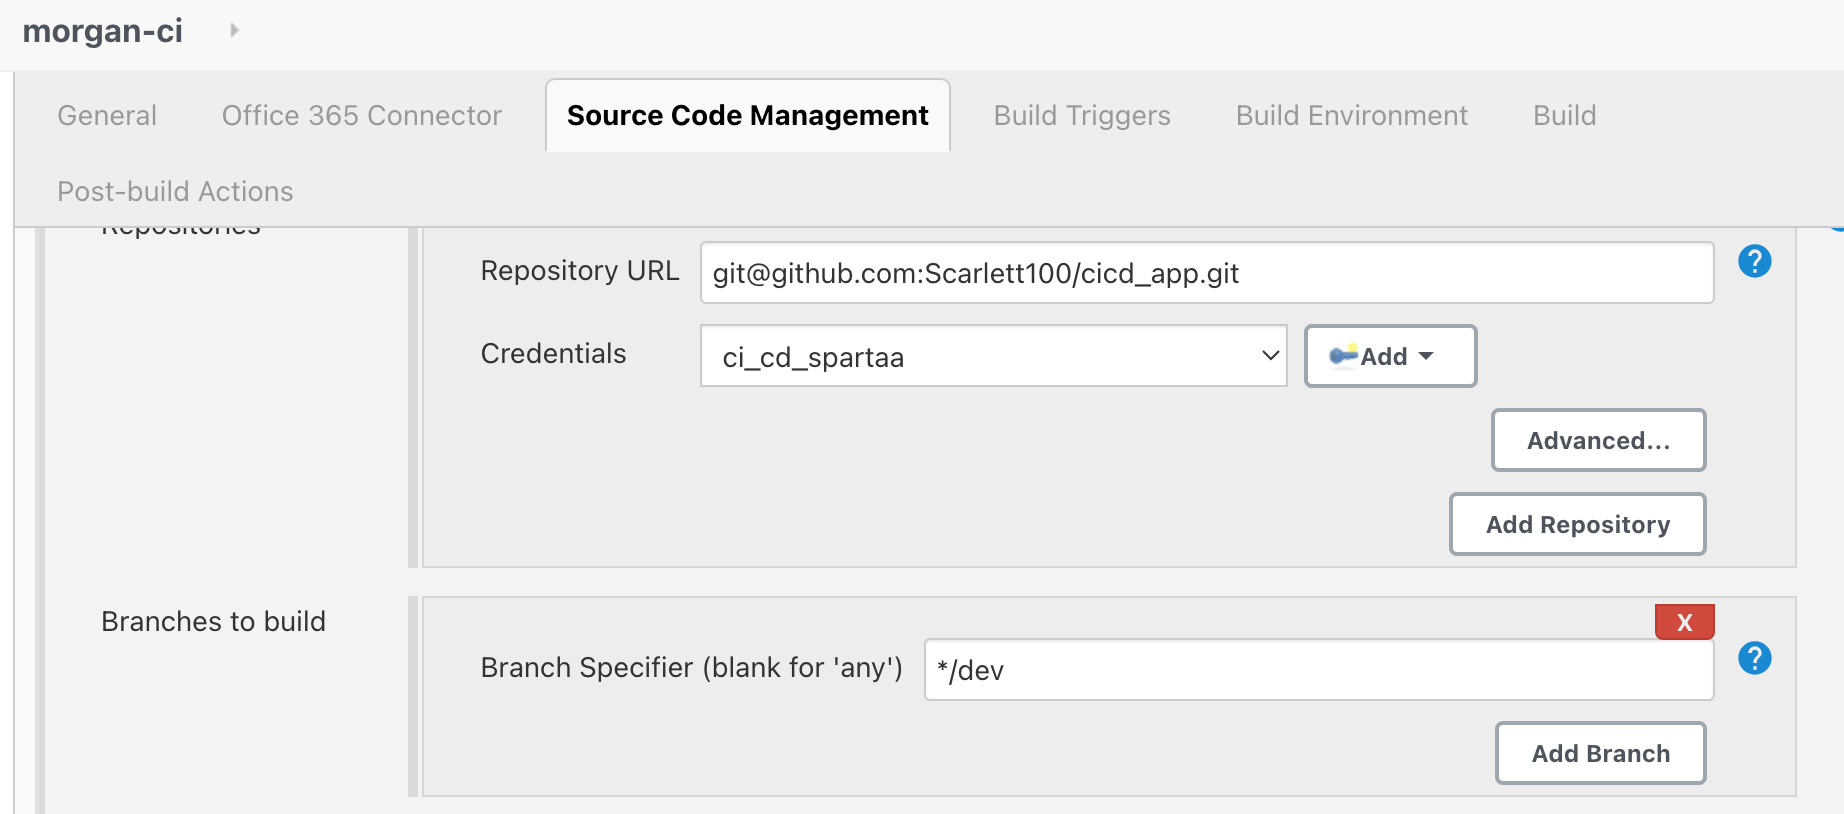 morgan-ci
General Office 365 Connector Source Code Management Build Triggers Build Environment Build
Post-build Actions
Repositories
Repository URL git@github.com:Scarlett100/cicd_app.git ?
Credentials ci_cd_spartaa Add
Advanced...
Add Repository
Branches to build
X
Branch Specifier (blank for 'any') */dev ?
Add Branch